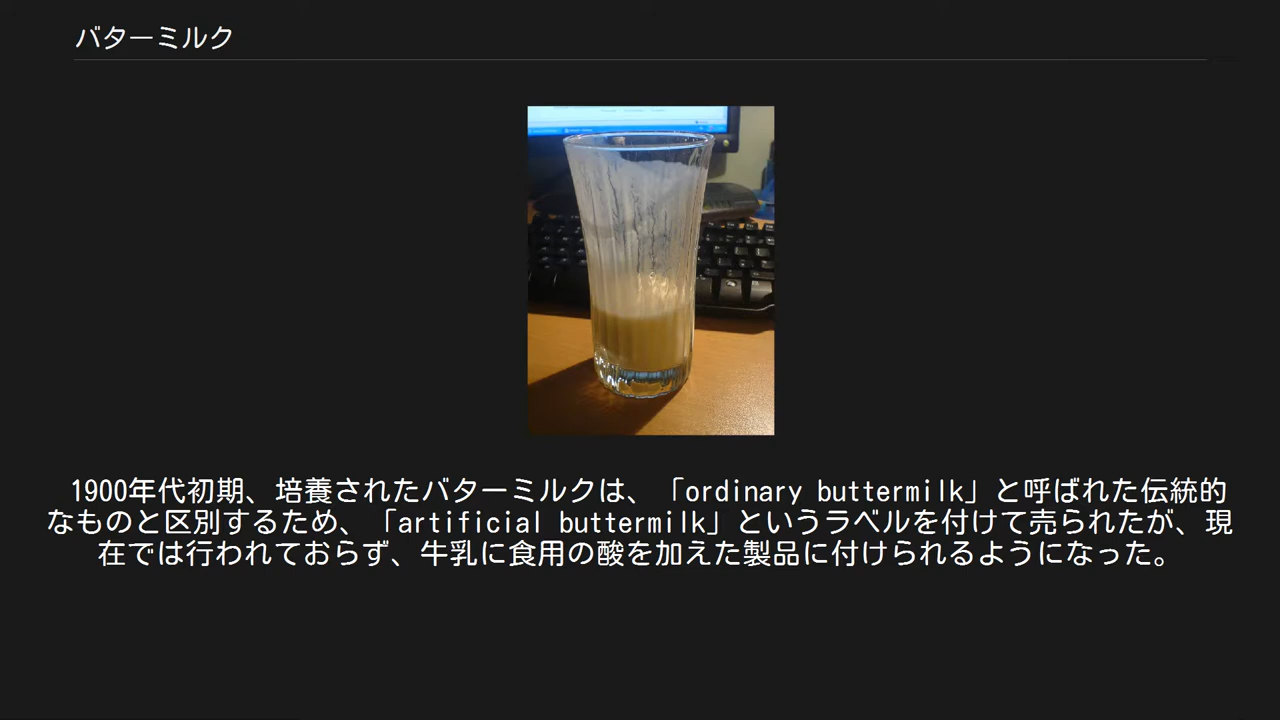 バターミルク
1900年代初期、培養されたバターミルクは、「ordinary buttermilk」と呼ばれた伝統的
なものと区別するため、「artificial buttermilk」というラベルを付けて売られたが、現
在では行われておらず、牛乳に食用の酸を加えた製品に付けられるようになった。